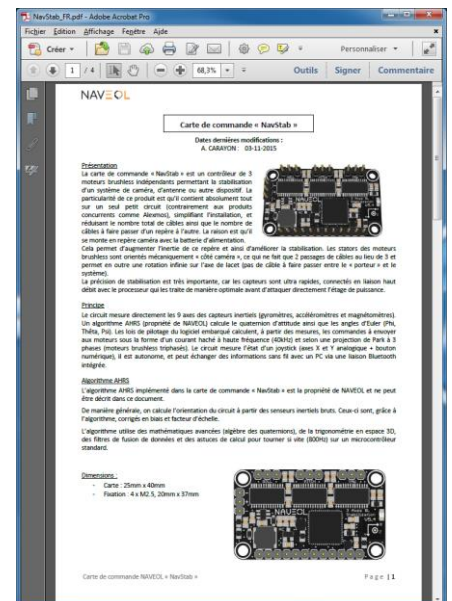 NavStab_FR.pdf - Adobe Acrobat Pro
Fichier Edition Affichage Fenêtre Aide
Créer
Personnaliser
1 / 4
68,3%
Outils Signer Commentaire
NAVEOL
Carte de commande « NavStab »
Dates dernières modifications :
A. CARAYON : 03-11-2015
Présentation
La carte de commande « NavStab » est un contrôleur de 3
moteurs brushless indépendants permettant la stabilisation
d'un système de caméra, d'antenne ou autre dispositif. La
particularité de ce produit est qu'il contient absolument tout
sur un seul petit circuit (contrairement aux produits
concurrents comme Alexmos), simplifiant l'installation, et
réduisant le nombre total de câbles ainsi que le nombre de
câbles à faire passer d'un repère à l'autre. La raison est qu'il
se monte en repère caméra avec la batterie d'alimentation.
Cela permet d'augmenter l'inertie de ce repère et ainsi d'améliorer la stabilisation. Les stators des moteurs
brushless sont orientés mécaniquement « côté caméra », ce qui ne fait que 2 passages de câbles au lieu de 3 et
permet en outre une rotation infinie sur l'axe de lacet (pas de câble à faire passer entre le « porteur » et le
système).
La précision de stabilisation est très importante, car les capteurs sont ultra rapides, connectés en liaison haut
débit avec le processeur qui les traite de manière optimale avant d'attaquer directement l'étage de puissance.
Principe
Le circuit mesure directement les 9 axes des capteurs inertiels (gyromètres, accéléromètres et magnétomètres).
Un algorithme AHRS (propriété de NAVEOL) calcule le quaternion d'attitude ainsi que les angles d'Euler (Phi,
Thêta, Psi). Les lois de pilotage du logiciel embarqué calculent, à partir des mesures, les commandes à envoyer
aux moteurs sous la forme d'un courant haché à haute fréquence (40kHz) et selon une projection de Park à 3
phases (moteurs brushless triphasés). Le circuit mesure l'état d'un joystick (axes X et Y analogique + bouton
numérique), il est autonome, et peut échanger des informations sans fil avec un PC via une liaison Bluetooth
intégrée.
Algorithme AHRS
L'algorithme AHRS implémenté dans la carte de commande « NavStab » est la propriété de NAVEOL et ne peut
être décrit dans ce document.
De manière générale, on calcule l'orientation du circuit à partir des senseurs inertiels bruts. Ceux-ci sont, grâce à
l'algorithme, corrigés en biais et facteur d'échelle.
L'algorithme utilise des mathématiques avancées (algèbre des quaternions), de la trigonométrie en espace 3D,
des filtres de fusion de données et des astuces de calcul pour tourner si vite (800Hz) sur un microcontrôleur
standard.
Dimensions :
- Carte : 25mm x 40mm
- Fixation : 4 x M2.5, 20mm x 37mm
NAVEOL
Carte de commande NAVEOL « NavStab »
Page | 1